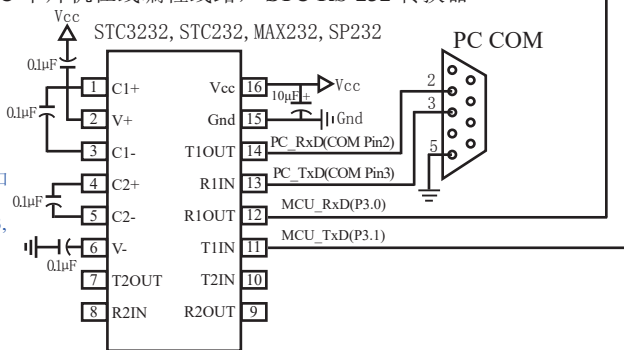 Vcc
STC3232, STC232, MAX232, SP232
PC COM
0.1μF
0.1μF
0.1μF
0.1μF
1 C1+
2 V+
3 C1-
4 C2+
5 C2-
6 V-
7 T2OUT
8 R2IN
Vcc 16
Gnd 15
T1OUT 14
R1IN 13
R1OUT 12
T1IN 11
T2IN 10
R2OUT 9
Vcc
10μF +
Gnd
PC_RxD(COM Pin2)
PC_TxD(COM Pin3)
MCU_RxD(P3.0)
MCU_TxD(P3.1)
2
3
5